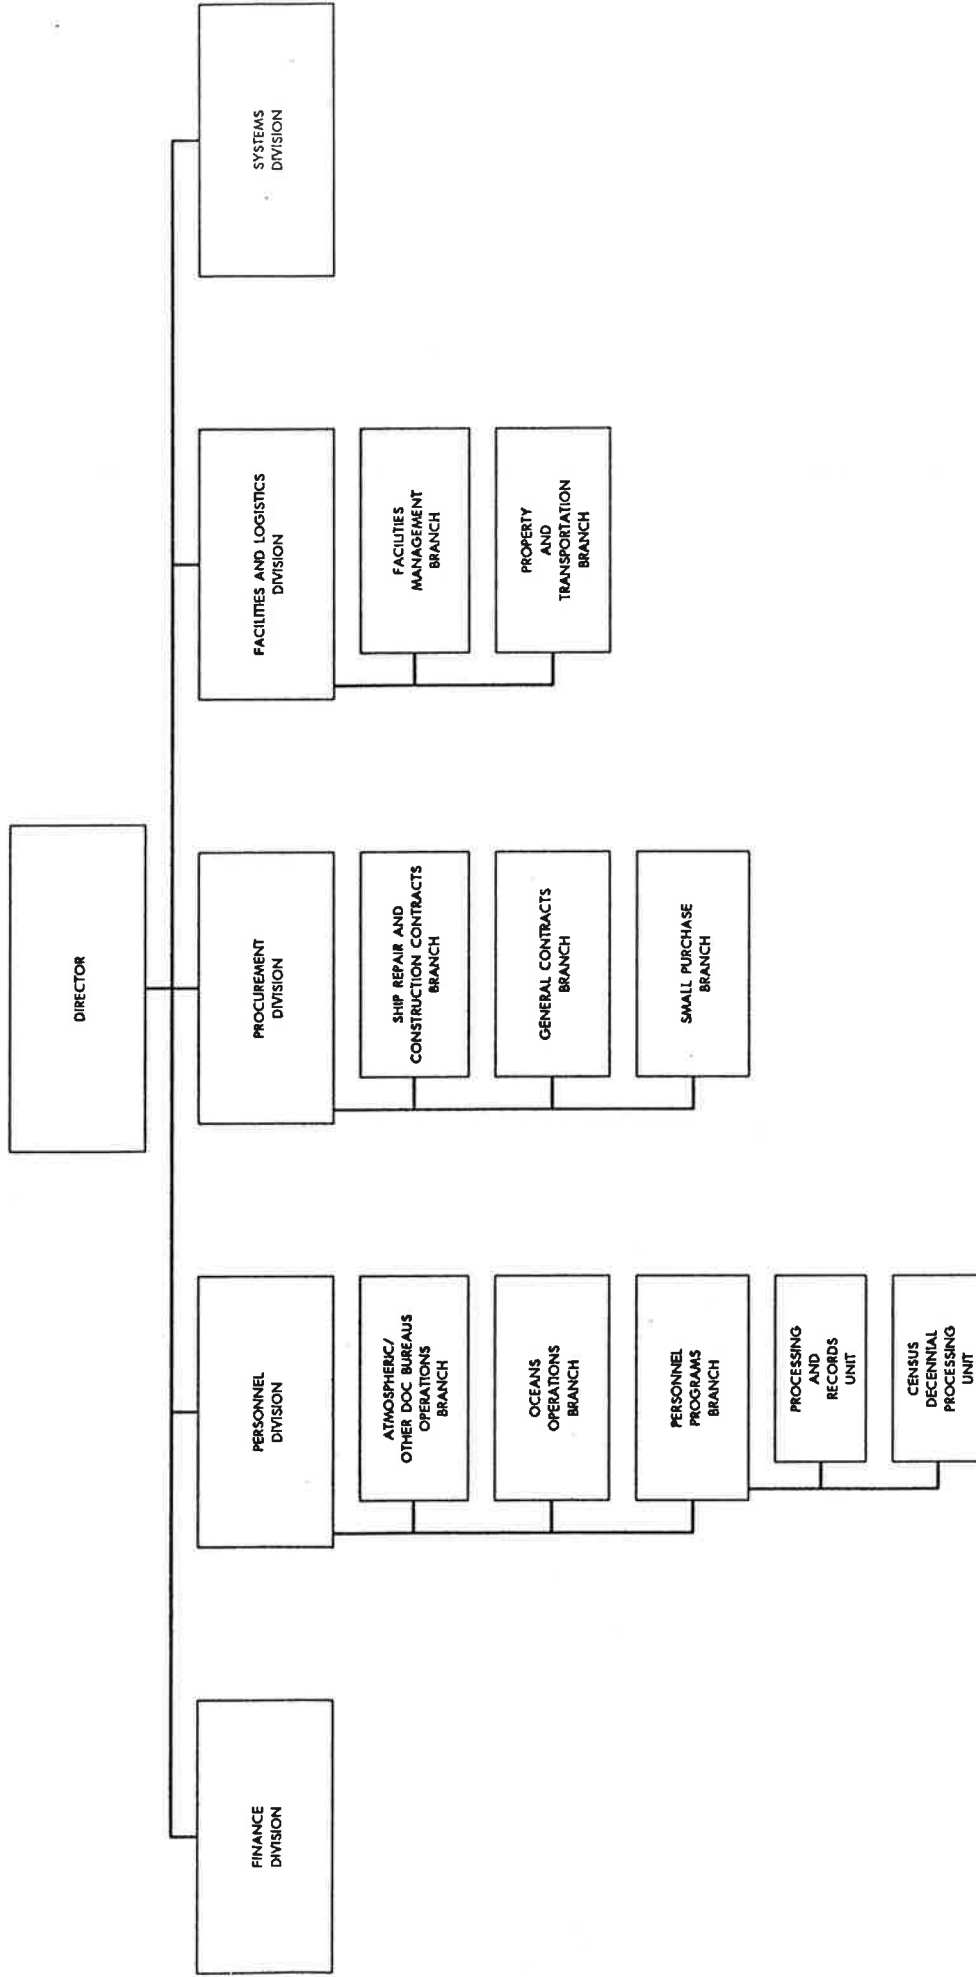 DIRECTOR
FINANCE
DIVISION
PERSONNEL
DIVISION
PROCUREMENT
DIVISION
FACILITIES AND LOGISTICS
DIVISION
SYSTEMS
DIVISION
ATMOSPHERIC/
OTHER DOC BUREAUS
OPERATIONS
BRANCH
OCEANS
OPERATIONS
BRANCH
PERSONNEL
PROGRAMS
BRANCH
PROCESSING
AND
RECORDS
UNIT
CENSUS
DECENNIAL
PROCESSING
UNIT
SHIP REPAIR AND
CONSTRUCTION CONTRACTS
BRANCH
GENERAL CONTRACTS
BRANCH
SMALL PURCHASE
BRANCH
FACILITIES
MANAGEMENT
BRANCH
PROPERTY
AND
TRANSPORTATION
BRANCH